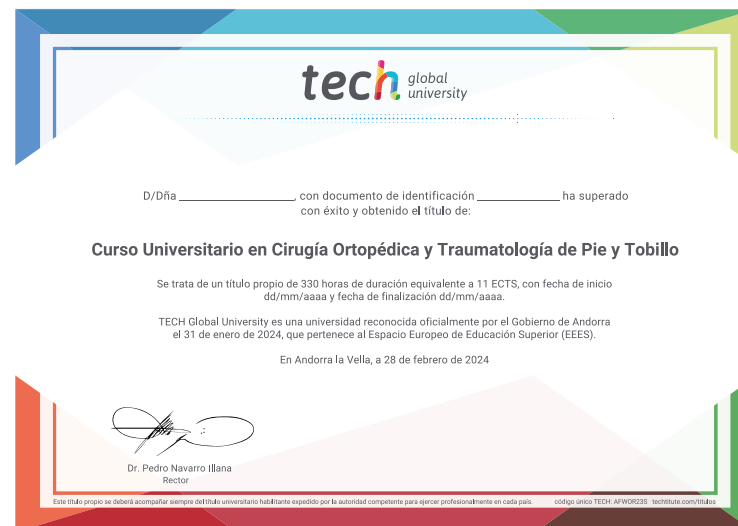 tech global university
D/Dña ______________, con documento de identificación ______________ ha superado
con éxito y obtenido el título de:
Curso Universitario en Cirugía Ortopédica y Traumatología de Pie y Tobillo
Se trata de un título propio de 330 horas de duración equivalente a 11 ECTS, con fecha de inicio
dd/mm/aaaa y fecha de finalización dd/mm/aaaa.
TECH Global University es una universidad reconocida oficialmente por el Gobierno de Andorra
el 31 de enero de 2024, que pertenece al Espacio Europeo de Educación Superior (EEES).
En Andorra la Vella, a 28 de febrero de 2024
Dr. Pedro Navarro Illana
Rector
Este título propio se deberá acompañar siempre del título universitario habilitante expedido por la autoridad competente para ejercer profesionalmente en cada país. código único TECH: AFWOR23S techtitute.com/titulos